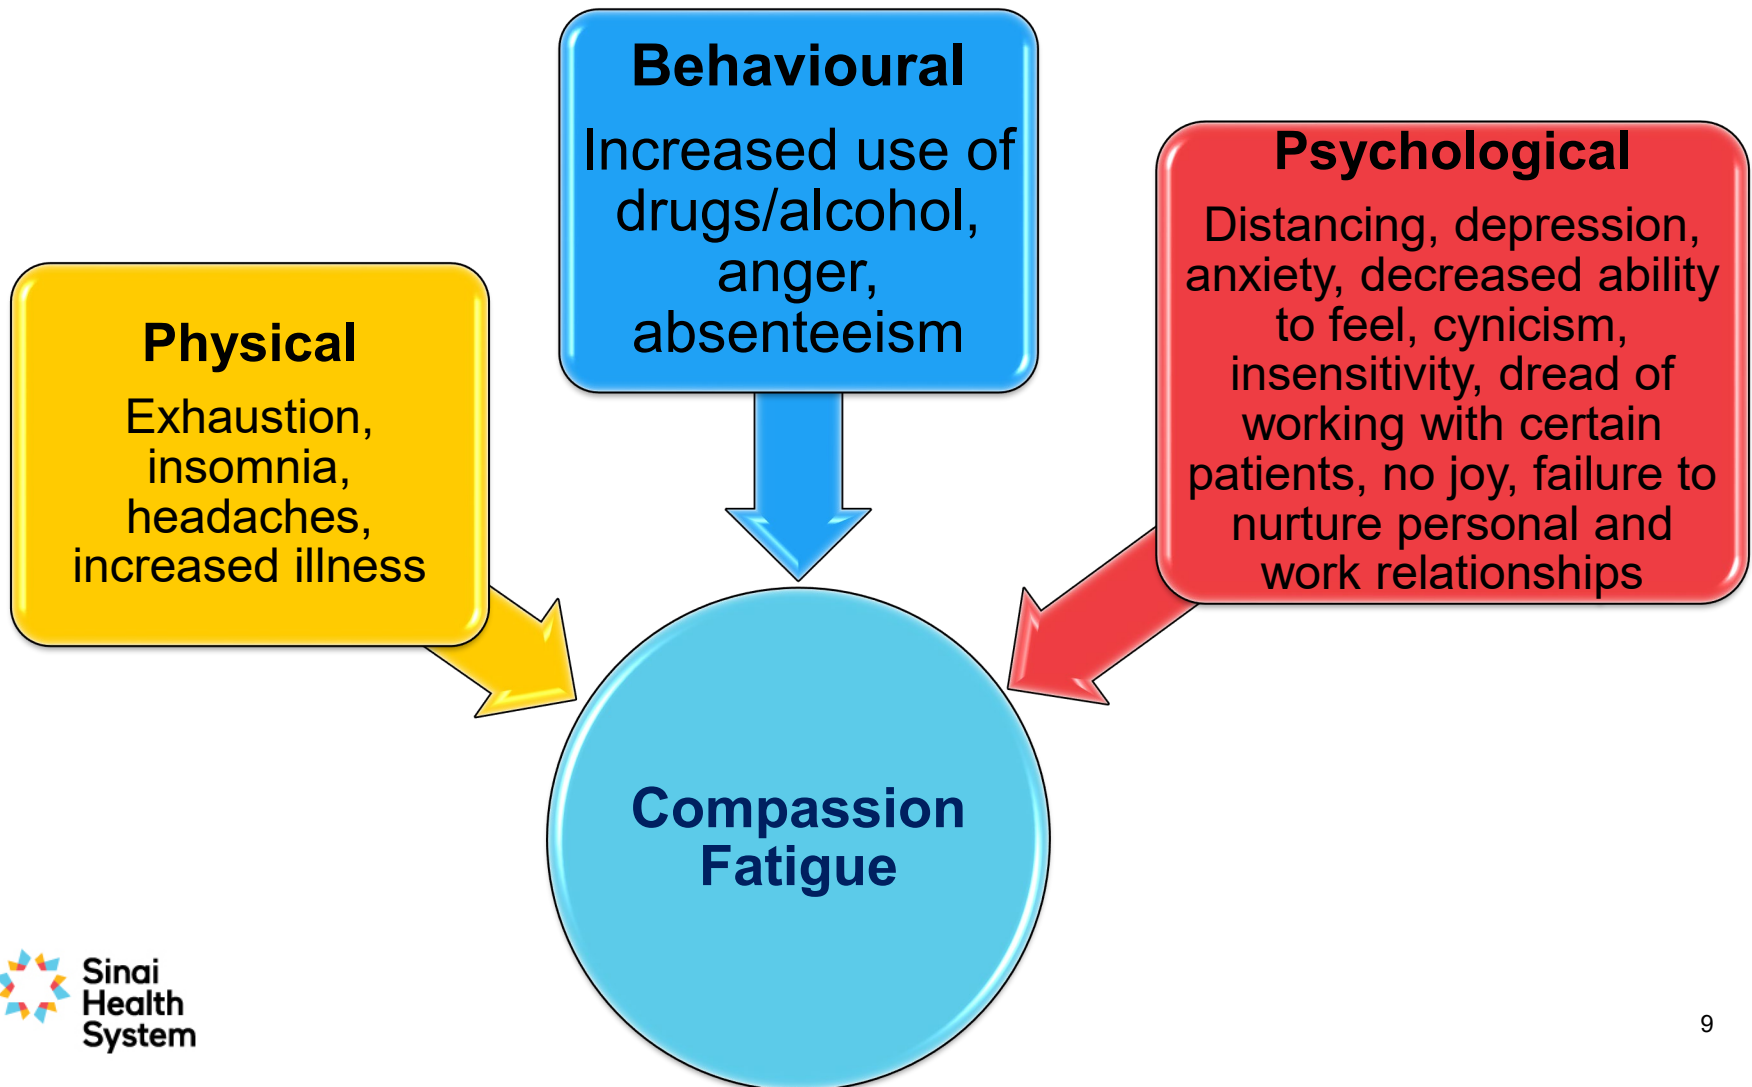 Behavioural
Increased use of
drugs/alcohol,
anger,
absenteeism
Psychological
Distancing, depression,
anxiety, decreased ability
to feel, cynicism,
insensitivity, dread of
working with certain
patients, no joy, failure to
nurture personal and
work relationships
Physical
Exhaustion,
insomnia,
headaches,
increased illness
Compassion
Fatigue
Sinai
Health
System
9